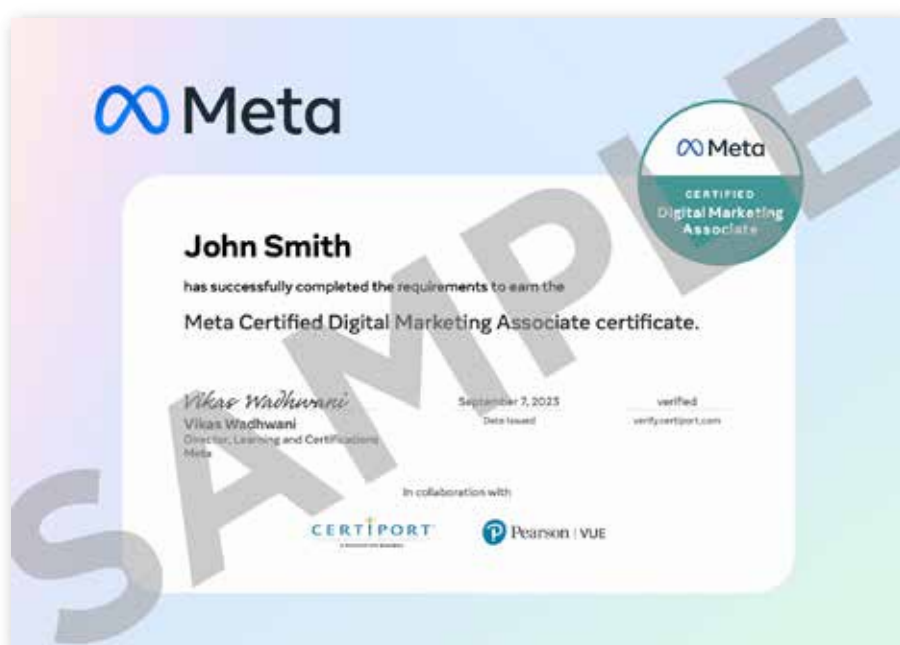 Meta
Meta
CERTIFIED
Digital Marketing
Associate
John Smith
has successfully completed the requirements to earn the
Meta Certified Digital Marketing Associate certificate.
Vikas Wadhwani
Vikas Wadhwani
Director, Learning and Certifications
Meta
September 7, 2023
Date Issued
verified
verify.certiport.com
In collaboration with
CERTIPORT
Pearson | VUE
SAMPLE